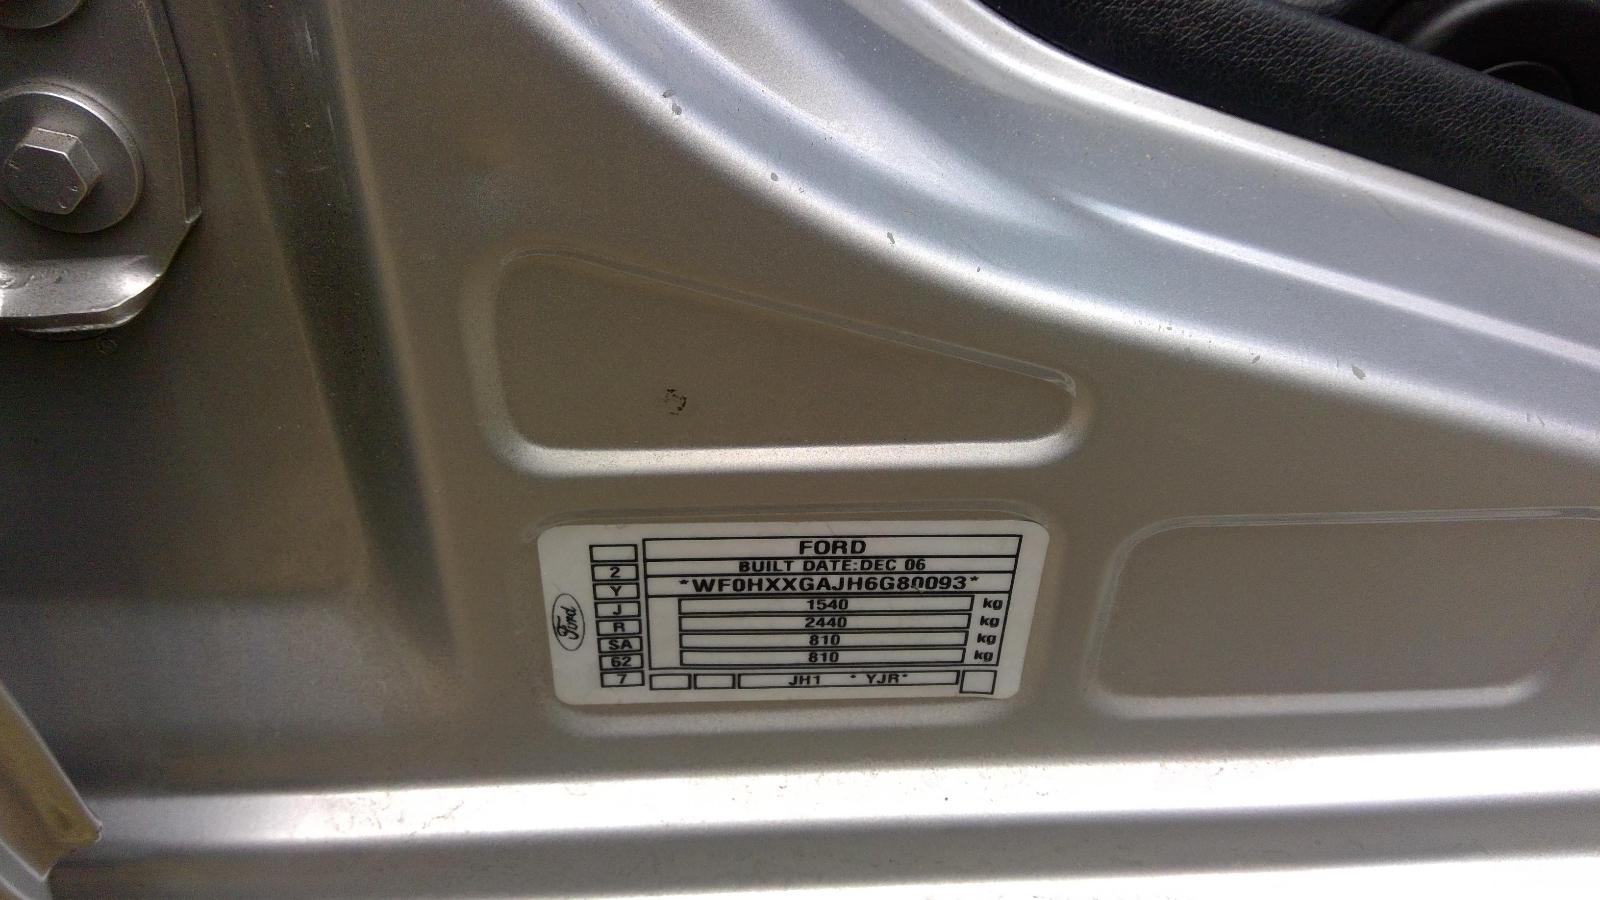 FORD
BUILT DATE:DEC 06
*WF0HXXGAJH6G80093*
1540 kg
2440 kg
810 kg
810 kg
JH1 * YJR*
2
Y
J
R
SA
62
7
Ford